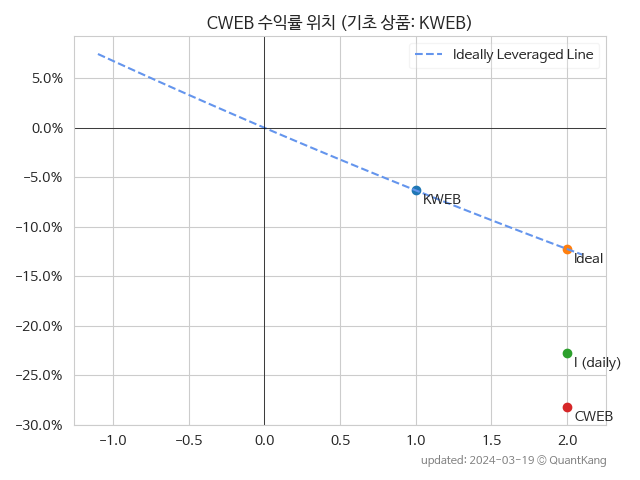 CWEB 수익률 위치 (기초 상품: KWEB)
Ideally Leveraged Line
5.0%
0.0%
−5.0%
−10.0%
−15.0%
−20.0%
−25.0%
−30.0%
KWEB
Ideal
I (daily)
CWEB
−1.0
−0.5
0.0
0.5
1.0
1.5
2.0
updated: 2024-03-19 © QuantKang